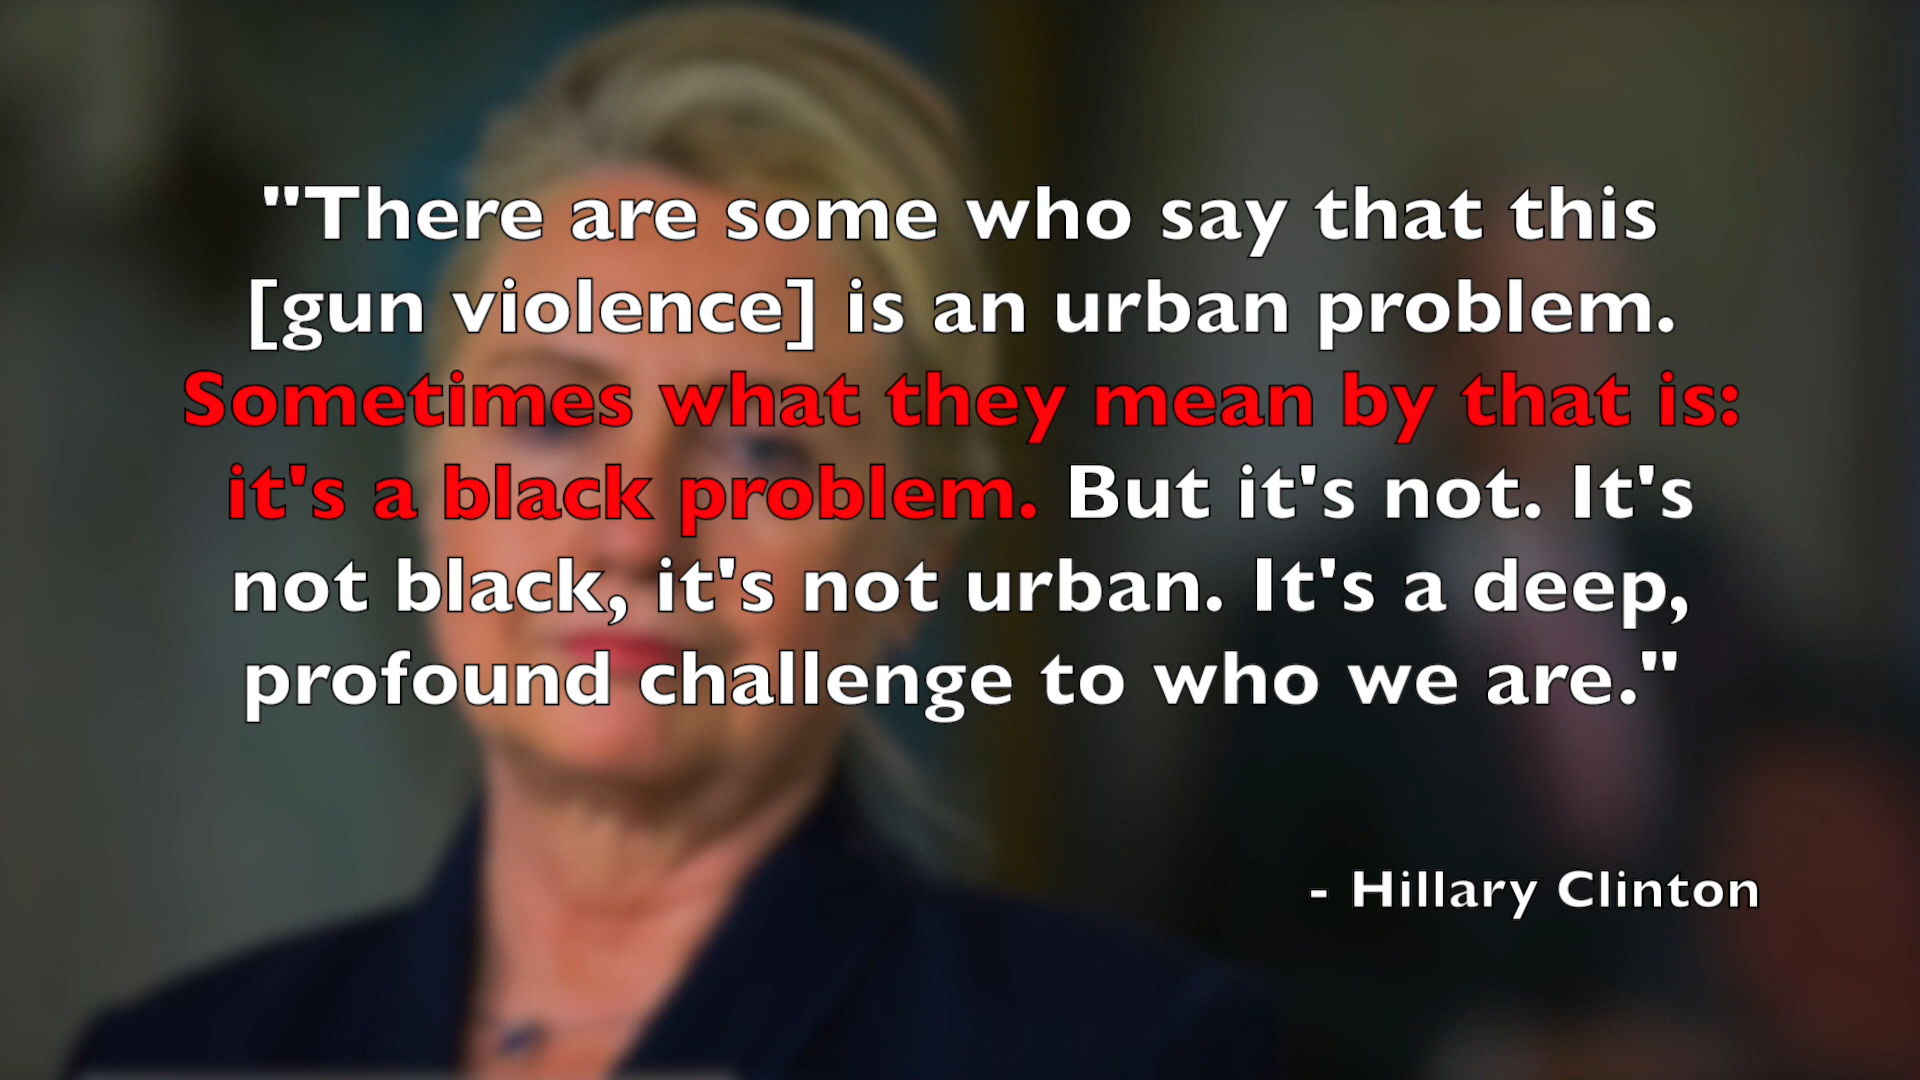 "There are some who say that this
[gun violence] is an urban problem.
Sometimes what they mean by that is:
it's a black problem. But it's not. It's
not black, it's not urban. It's a deep,
profound challenge to who we are."
- Hillary Clinton